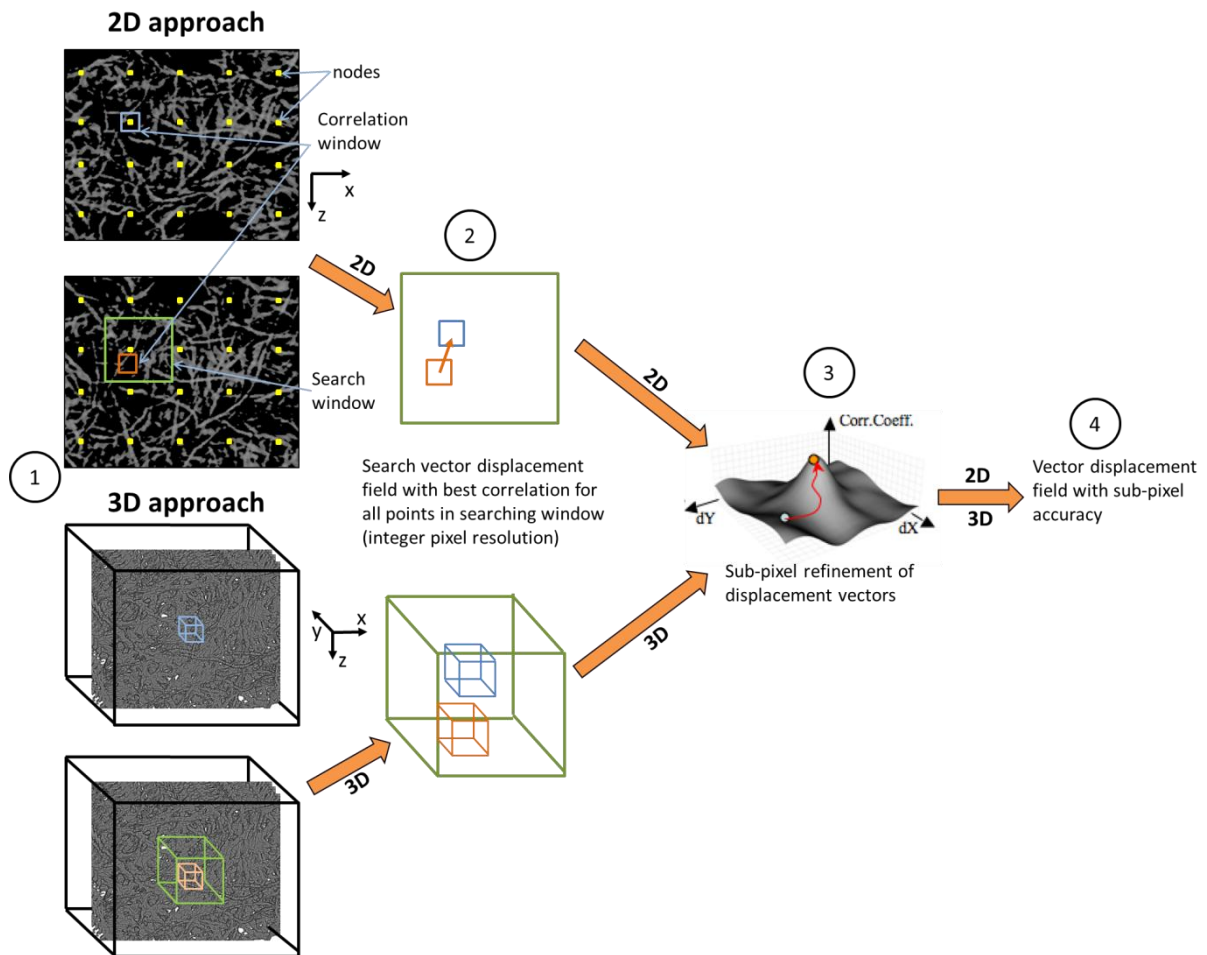 2D approach
nodes
Correlation
window
x
z
2D
Search
window
1
2
Search vector displacement
field with best correlation for
all points in searching window
(integer pixel resolution)
2D
3
Corr.Coeff.
dY
dX
Sub-pixel refinement of
displacement vectors
2D
3D
4
Vector displacement
field with sub-pixel
accuracy
3D approach
y
x
z
3D
3D